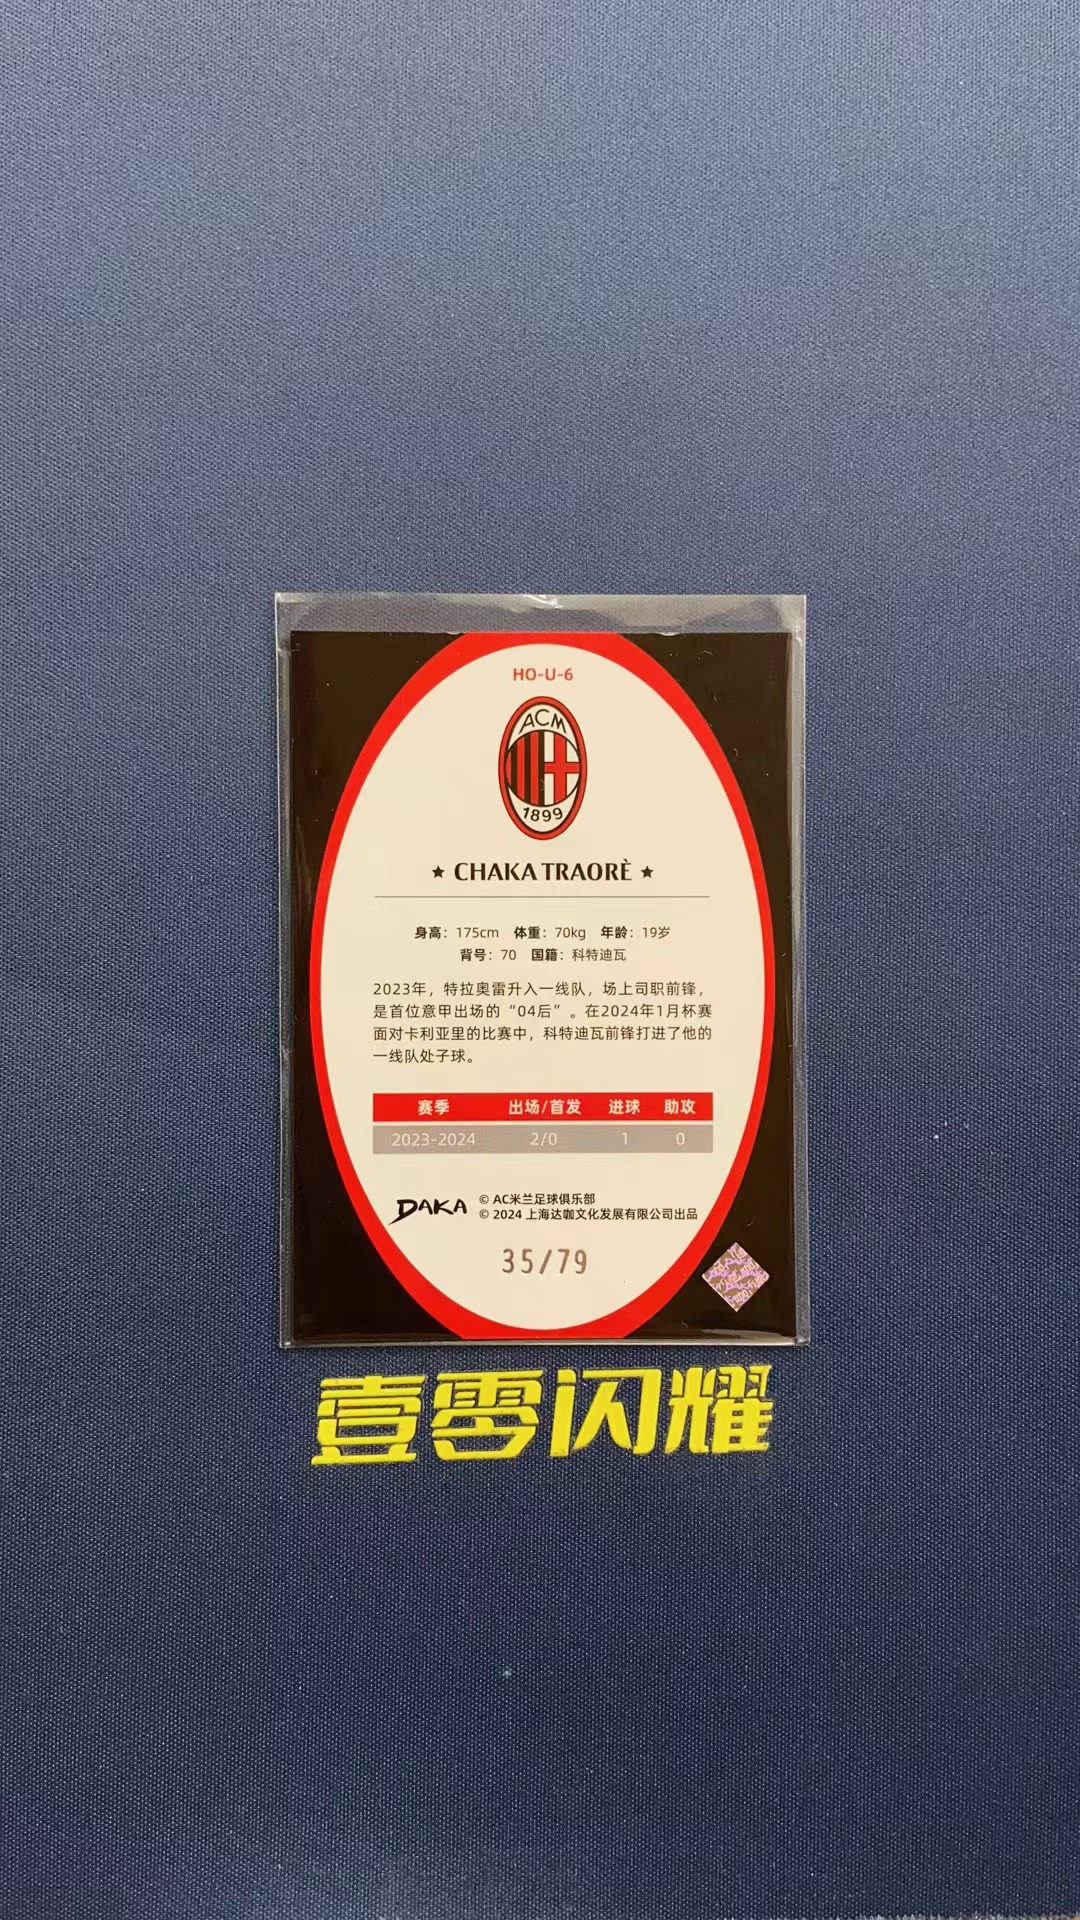 HO-U-6
ACM
1899
★ CHAKA TRAORÈ ★
身高：175cm 体重：70kg 年龄：19岁
背号：70 国籍：科特迪瓦
2023年，特拉奥雷升入一线队，场上司职前锋，
是首位意甲出场的“04后”。在2024年1月杯赛
面对卡利亚里的比赛中，科特迪瓦前锋打进了他的
一线队处子球。
赛季 出场/首发 进球 助攻
2023-2024 2/0 1 0
DAKA
© AC米兰足球俱乐部
© 2024 上海达咖文化发展有限公司出品
35/79
壹零闪耀